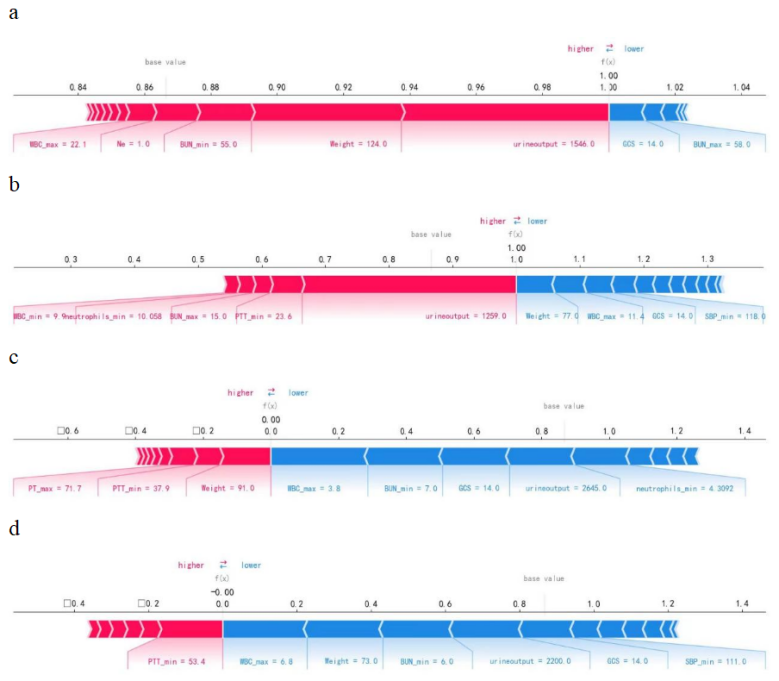 a
higher ⇄ lower
base value f(x)
1.00
0.84 0.86 0.88 0.90 0.92 0.94 0.96 0.98 1.00 1.02 1.04
WBC_max = 22.1 Ne = 1.0 BUN_min = 55.0 Weight = 124.0 urineoutput = 1546.0 GCS = 14.0 BUN_max = 58.0
b
higher ⇄ lower
base value f(x)
1.00
0.3 0.4 0.5 0.6 0.7 0.8 0.9 1.0 1.1 1.2 1.3
WBC_min = 9.9 neutrophils_min = 10.058 BUN_max = 15.0 PTT_min = 23.6 urineoutput = 1259.0 Weight = 77.0 WBC_max = 11.4 GCS = 14.0 SBP_min = 118.0
c
higher ⇄ lower
f(x) base value
0.00
□0.6 □0.4 □0.2 0.0 0.2 0.4 0.6 0.8 1.0 1.2 1.4
PT_max = 71.7 PTT_min = 37.9 Weight = 91.0 WBC_max = 3.8 BUN_min = 7.0 GCS = 14.0 urineoutput = 2645.0 neutrophils_min = 4.3092
d
higher ⇄ lower
f(x) base value
-0.00
□0.4 □0.2 0.0 0.2 0.4 0.6 0.8 1.0 1.2 1.4
PTT_min = 53.4 WBC_max = 6.8 Weight = 73.0 BUN_min = 6.0 urineoutput = 2200.0 GCS = 14.0 SBP_min = 111.0